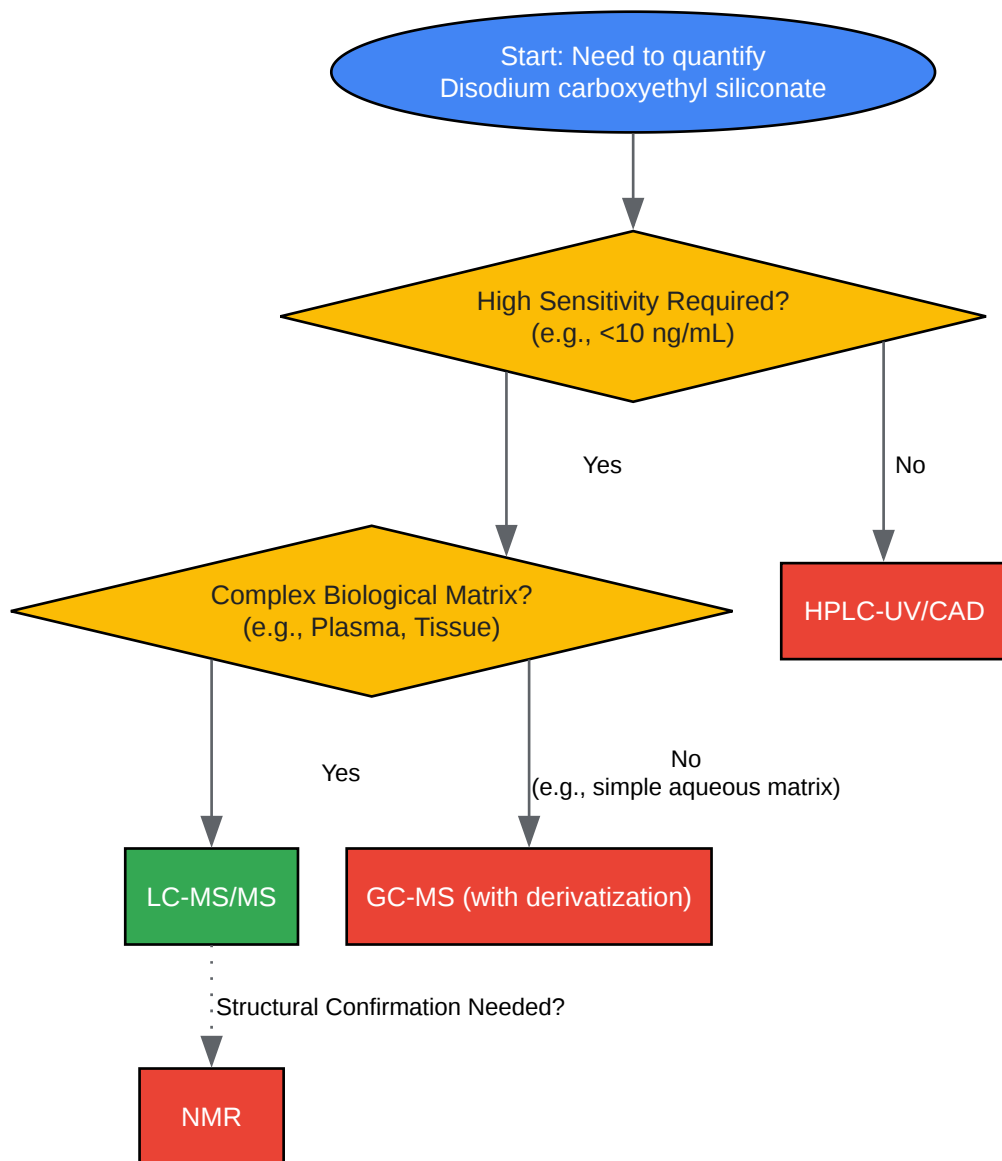 Start: Need to quantify
Disodium carboxyethyl siliconate
High Sensitivity Required?
(e.g., <10 ng/mL)
Yes
No
Complex Biological Matrix?
(e.g., Plasma, Tissue)
HPLC-UV/CAD
Yes
No
(e.g., simple aqueous matrix)
LC-MS/MS
GC-MS (with derivatization)
Structural Confirmation Needed?
NMR